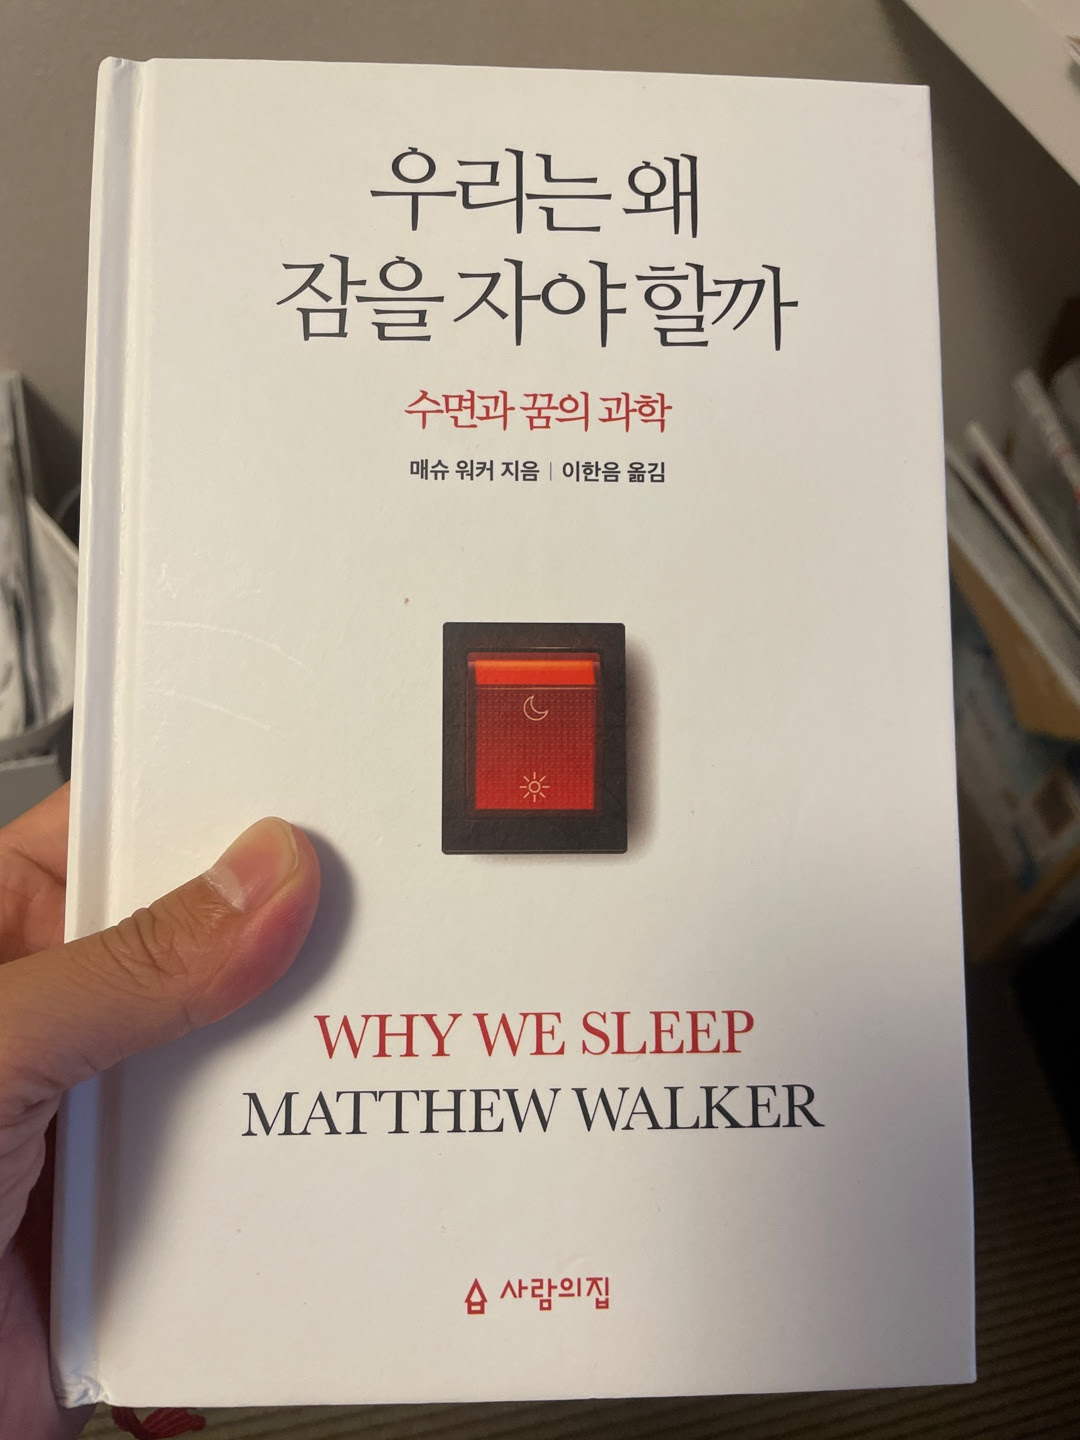 우리는 왜
잠을 자야 할까
수면과 꿈의 과학
매슈 워커 지음 | 이한음 옮김
WHY WE SLEEP
MATTHEW WALKER
사람의집